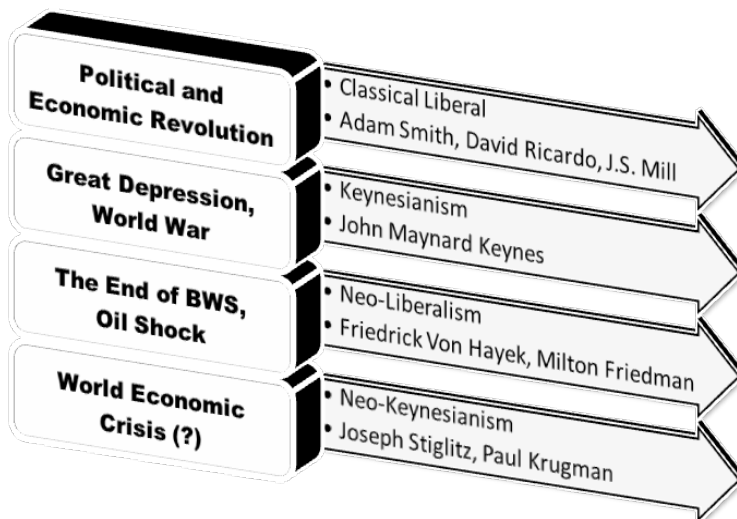 Political and
Economic Revolution
• Classical Liberal
• Adam Smith, David Ricardo, J.S. Mill
Great Depression,
World War
• Keynesianism
• John Maynard Keynes
The End of BWS,
Oil Shock
• Neo-Liberalism
• Friedrick Von Hayek, Milton Friedman
World Economic
Crisis (?)
• Neo-Keynesianism
• Joseph Stiglitz, Paul Krugman